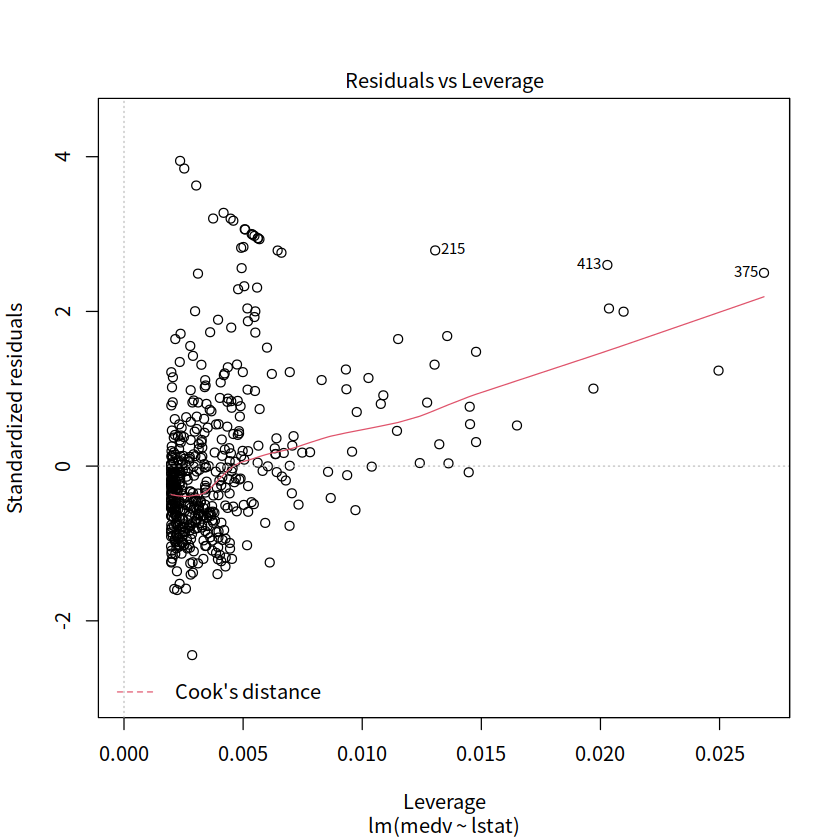 Residuals vs Leverage
Standardized residuals
4
2
0
-2
215
413
375
Cook's distance
0.000 0.005 0.010 0.015 0.020 0.025
Leverage
lm(medv ~ lstat)